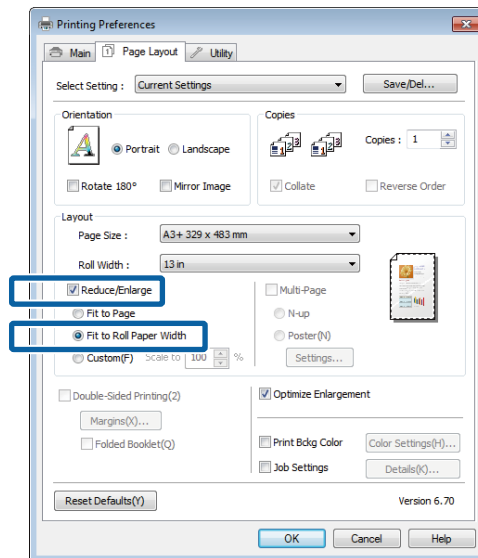 Printing Preferences
Main Page Layout Utility
Select Setting : Current Settings Save/Del...
Orientation Copies
Portrait Landscape Copies : 1
Rotate 180° Mirror Image Collate Reverse Order
Layout
Page Size : A3+ 329 x 483 mm
Roll Width : 13 in
Reduce/Enlarge Multi-Page
Fit to Page N-up
Fit to Roll Paper Width Poster(N)
Custom(F) Scale to 100 % Settings...
Double-Sided Printing(2) Optimize Enlargement
Margins(X)...
Folded Booklet(Q) Print Bckg Color Color Settings(H)...
Job Settings Details(K)...
Reset Defaults(Y) Version 6.70
OK Cancel Help